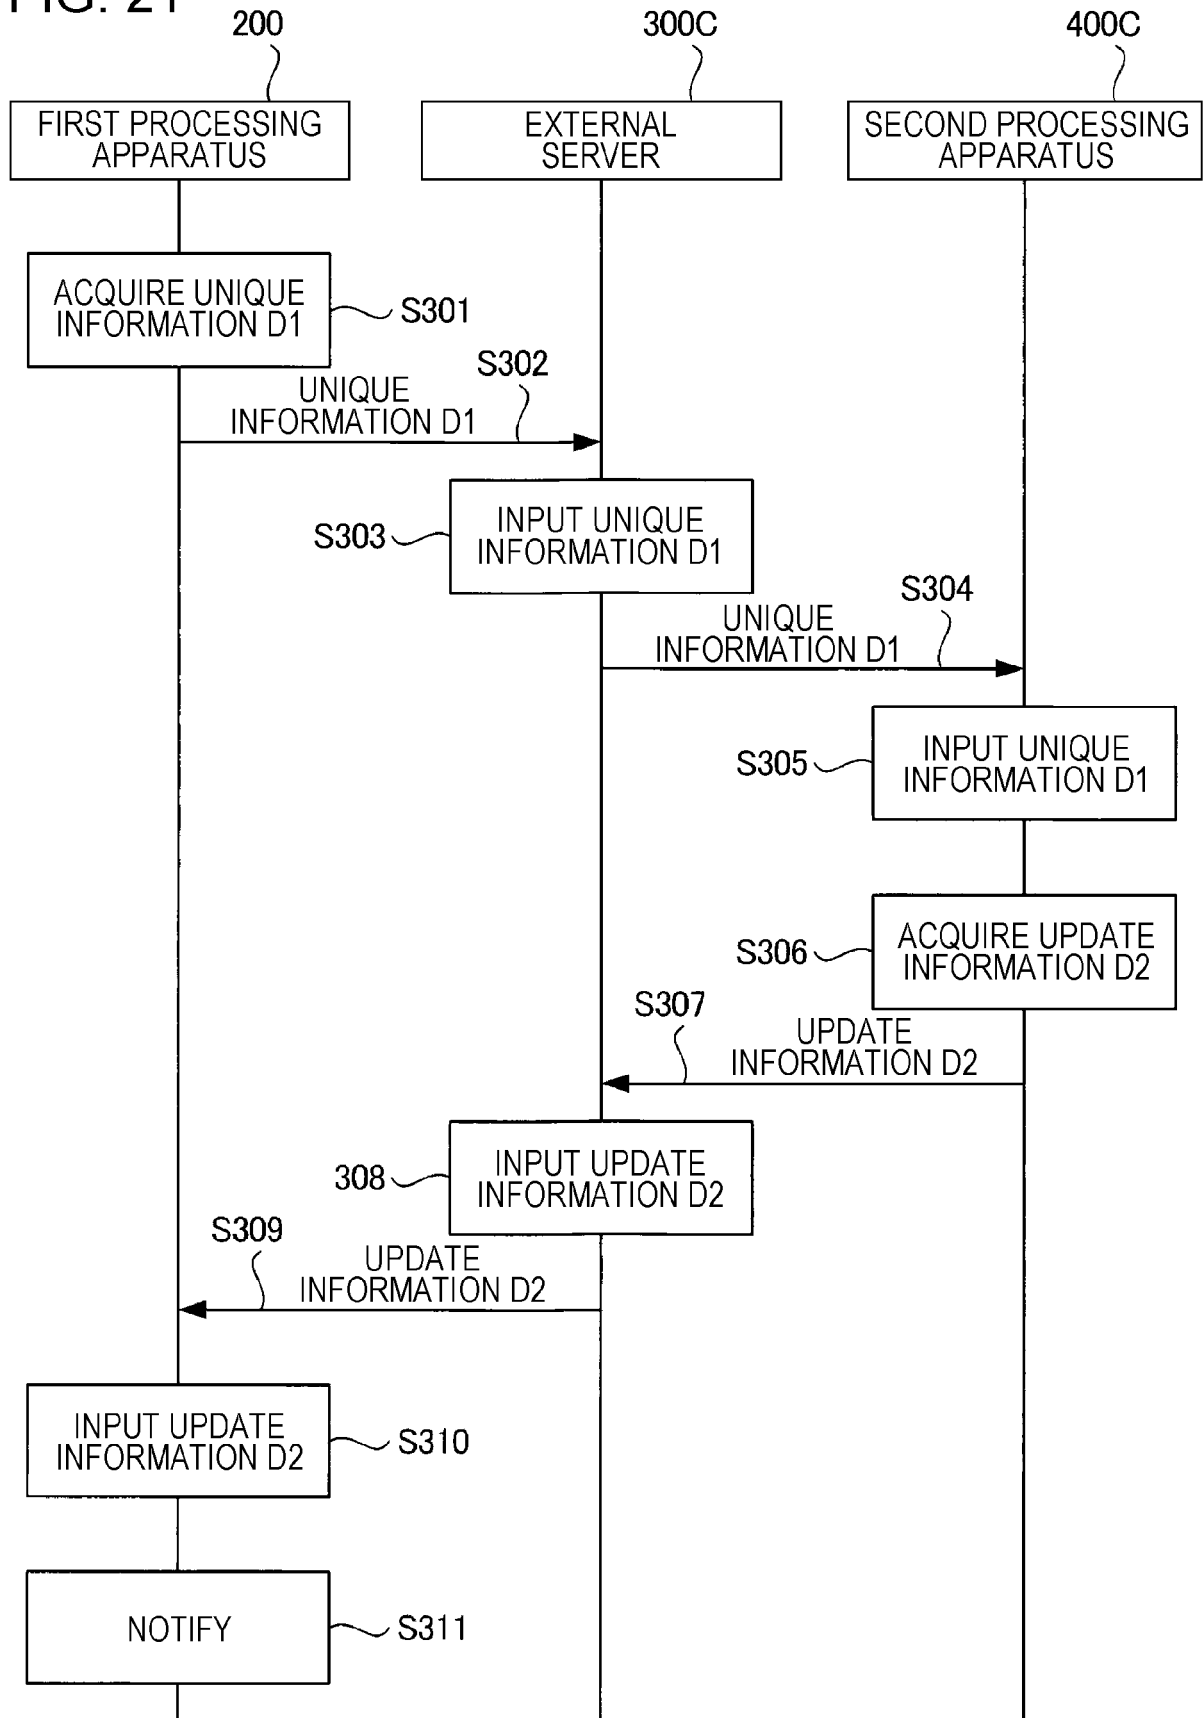 FIG. 21
200
300C
400C
FIRST PROCESSING
APPARATUS
EXTERNAL
SERVER
SECOND PROCESSING
APPARATUS
ACQUIRE UNIQUE
INFORMATION D1
S301
S302
UNIQUE
INFORMATION D1
S303
INPUT UNIQUE
INFORMATION D1
S304
UNIQUE
INFORMATION D1
S305
INPUT UNIQUE
INFORMATION D1
S306
ACQUIRE UPDATE
INFORMATION D2
S307
UPDATE
INFORMATION D2
308
INPUT UPDATE
INFORMATION D2
S309
UPDATE
INFORMATION D2
INPUT UPDATE
INFORMATION D2
S310
NOTIFY
S311